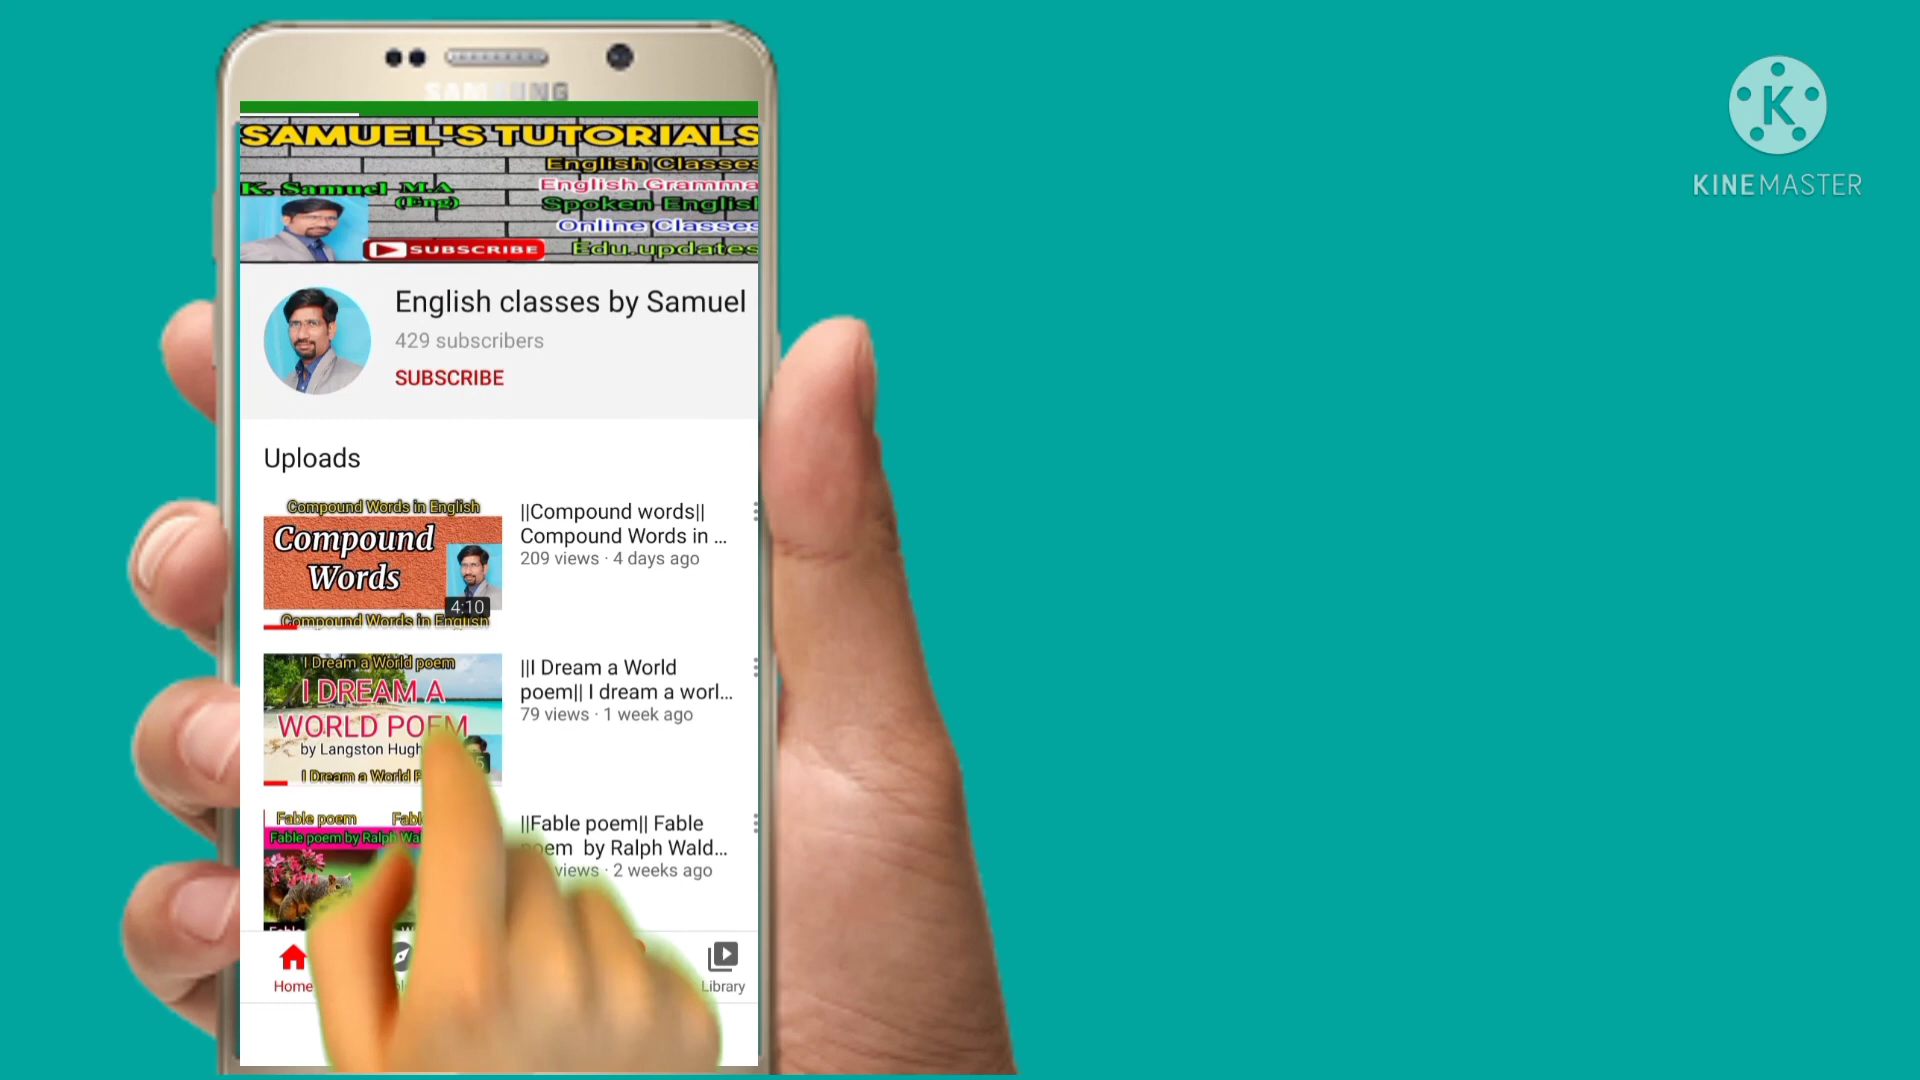 SAMSUNG
SAMUEL'S TUTORIALS
English Classes
K. Samuel M.A
(Eng)
English Gramma
Spoken English
Online Classes
SUBSCRIBE
Edu.updates
English classes by Samuel
429 subscribers
SUBSCRIBE
Uploads
Compound Words in English
Compound
Words
4:10
Compound Words in English
||Compound words||
Compound Words in ...
209 views · 4 days ago
I Dream a World poem
I DREAM A
WORLD POEM
by Langston Hugh
I Dream a World P
||I Dream a World
poem|| I dream a worl...
79 views · 1 week ago
Fable poem
Fabl
Fable poem by Ralph Wa
||Fable poem|| Fable
poem by Ralph Wald...
views · 2 weeks ago
Home
Library
K
KINEMASTER